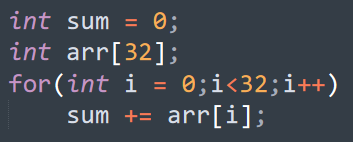 int sum = 0;
int arr[32];
for(int i = 0;i<32;i++)
    sum += arr[i];